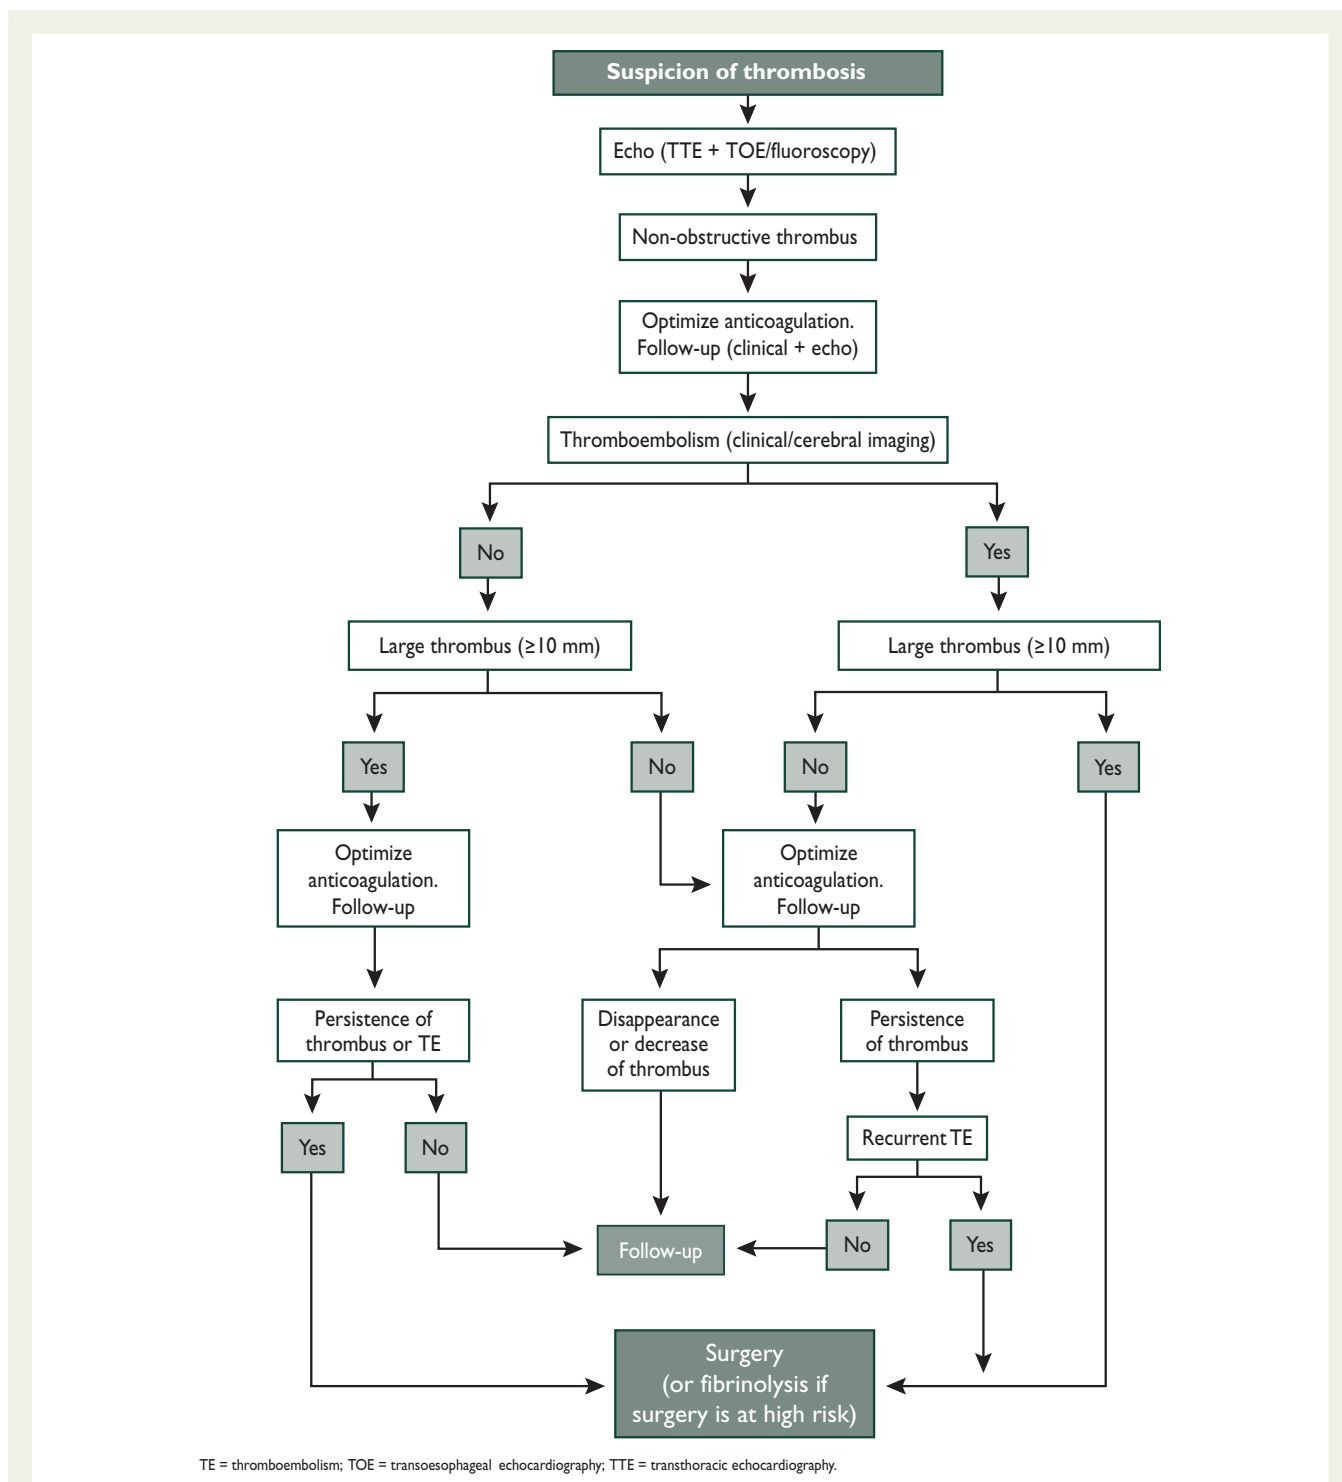 Suspicion of thrombosis
Echo (TTE + TOE/fluoroscopy)
Non-obstructive thrombus
Optimize anticoagulation.
Follow-up (clinical + echo)
Thromboembolism (clinical/cerebral imaging)
No
Yes
Large thrombus (≥10 mm)
Large thrombus (≥10 mm)
Yes
No
No
Yes
Optimize
anticoagulation.
Follow-up
Optimize
anticoagulation.
Follow-up
Persistence of
thrombus or TE
Disappearance
or decrease
of thrombus
Persistence
of thrombus
Yes
No
Recurrent TE
Follow-up
No
Yes
Surgery
(or fibrinolysis if
surgery is at high risk)
TE = thromboembolism; TOE = transoesophageal echocardiography; TTE = transthoracic echocardiography.